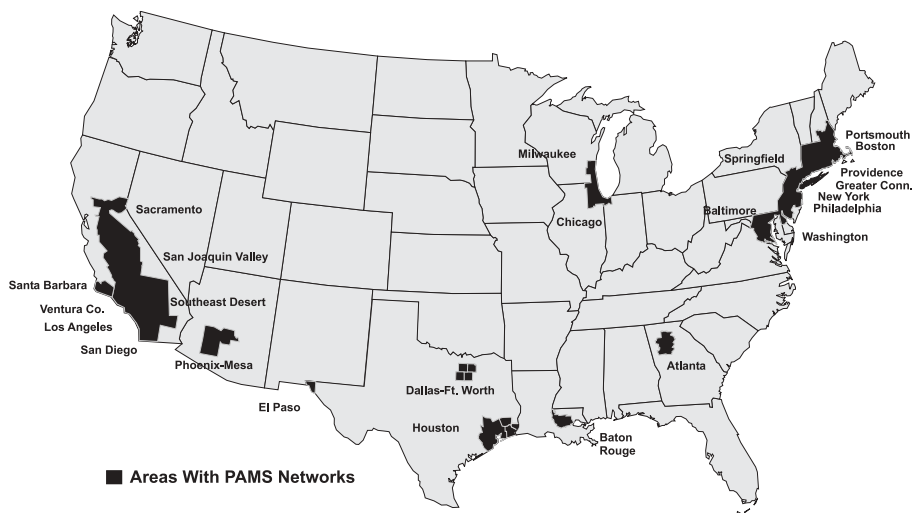 Portsmouth
Boston
Milwaukee
Springfield
Providence
Greater Conn.
New York
Philadelphia
Sacramento
Chicago
Baltimore
Washington
San Joaquin Valley
Santa Barbara
Southeast Desert
Ventura Co.
Los Angeles
San Diego
Phoenix-Mesa
Atlanta
Dallas-Ft. Worth
El Paso
Houston
Baton
Rouge
Areas With PAMS Networks